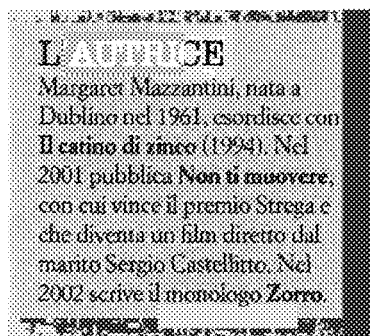 L'AUTRICE
Margaret Mazzantini, nata a
Dublino nel 1961, esordisce con
Il catino di zinco (1994). Nel
2001 pubblica Non ti muovere,
con cui vince il premio Strega e
che diventa un film diretto dal
marito Sergio Castellitto. Nel
2002 scrive il monologo Zorro.